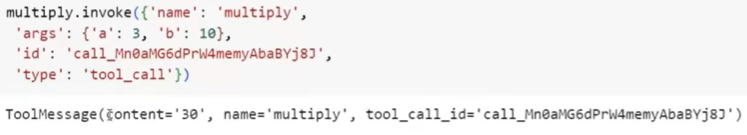 multiply.invoke({'name': 'multiply',
'args': {'a': 3, 'b': 10},
'id': 'call_Mn0aMG6dPrW4memyAbaBYj8J',
'type': 'tool_call'})
ToolMessage(content='30', name='multiply', tool_call_id='call_Mn0aMG6dPrW4memyAbaBYj8J')